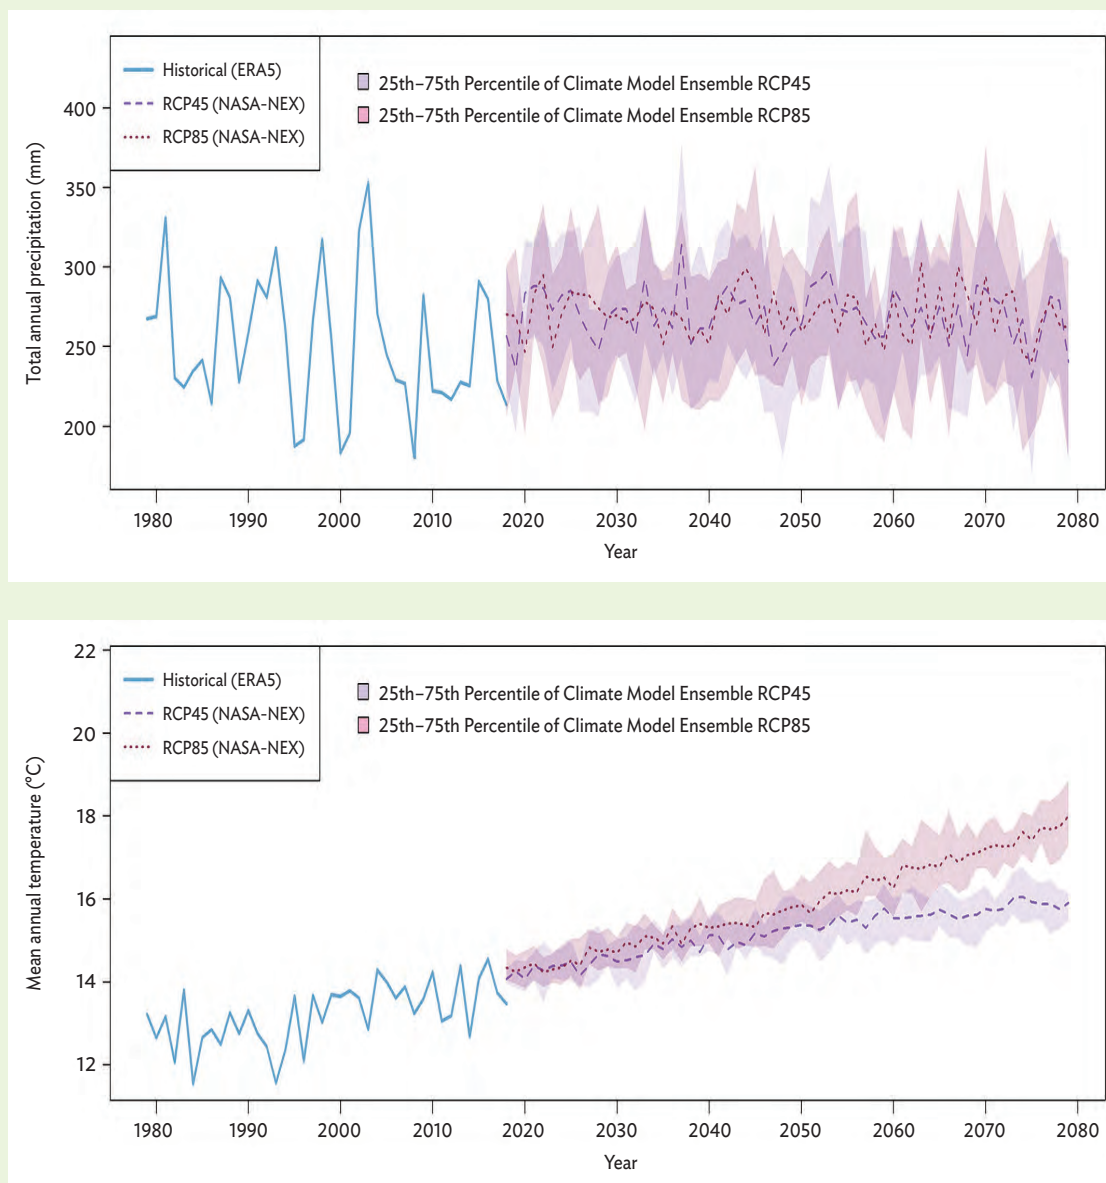 Historical (ERA5)
RCP45 (NASA-NEX)
RCP85 (NASA-NEX)
25th–75th Percentile of Climate Model Ensemble RCP45
25th–75th Percentile of Climate Model Ensemble RCP85
Total annual precipitation (mm)
400
350
300
250
200
1980 1990 2000 2010 2020 2030 2040 2050 2060 2070 2080
Year
Historical (ERA5)
RCP45 (NASA-NEX)
RCP85 (NASA-NEX)
25th–75th Percentile of Climate Model Ensemble RCP45
25th–75th Percentile of Climate Model Ensemble RCP85
Mean annual temperature (°C)
22
20
18
16
14
12
1980 1990 2000 2010 2020 2030 2040 2050 2060 2070 2080
Year